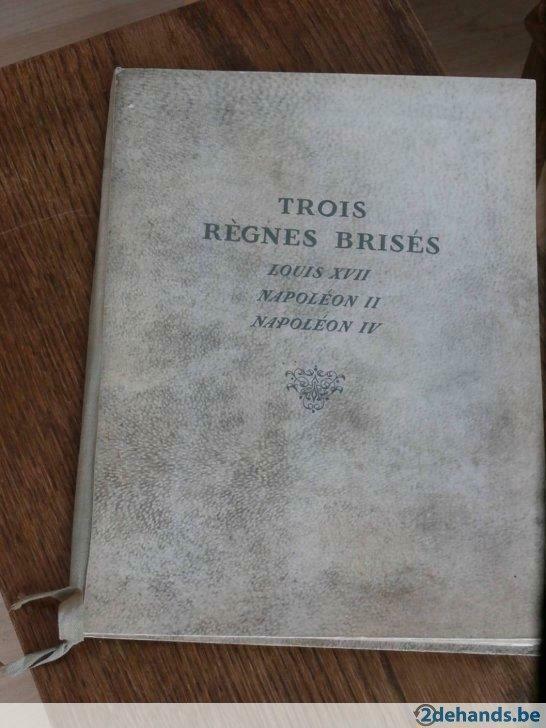 TROIS
RÈGNES BRISÉS
LOUIS XVII
NAPOLÉON II
NAPOLÉON IV
2dehands.be